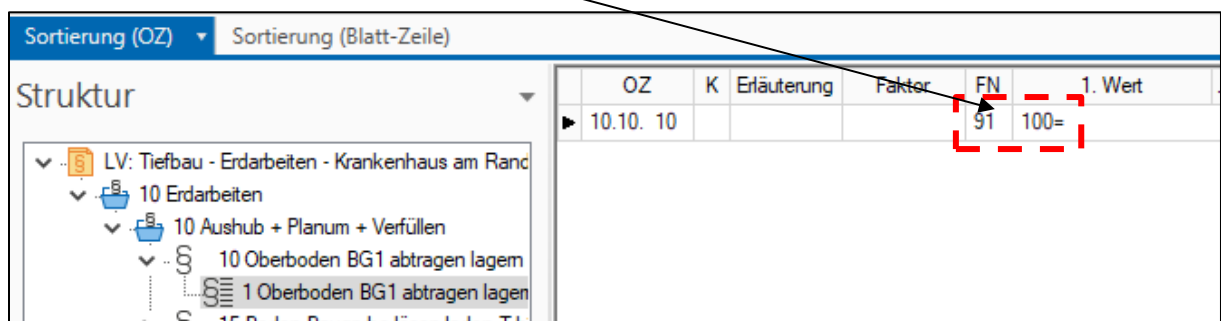 Sortierung (OZ) Sortierung (Blatt-Zeile)
Struktur
OZ K Erläuterung Faktor FN 1. Wert
10.10. 10 91 100=
LV: Tiefbau - Erdarbeiten - Krankenhaus am Rand
10 Erdarbeiten
10 Aushub + Planum + Verfüllen
10 Oberboden BG1 abtragen lagern
1 Oberboden BG1 abtragen lagern